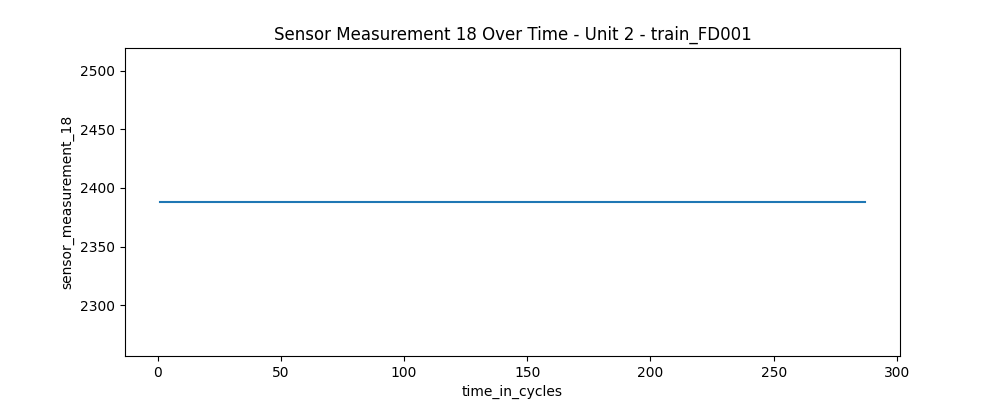 Sensor Measurement 18 Over Time - Unit 2 - train_FD001
sensor_measurement_18
2500
2450
2400
2350
2300
0 50 100 150 200 250 300
time_in_cycles